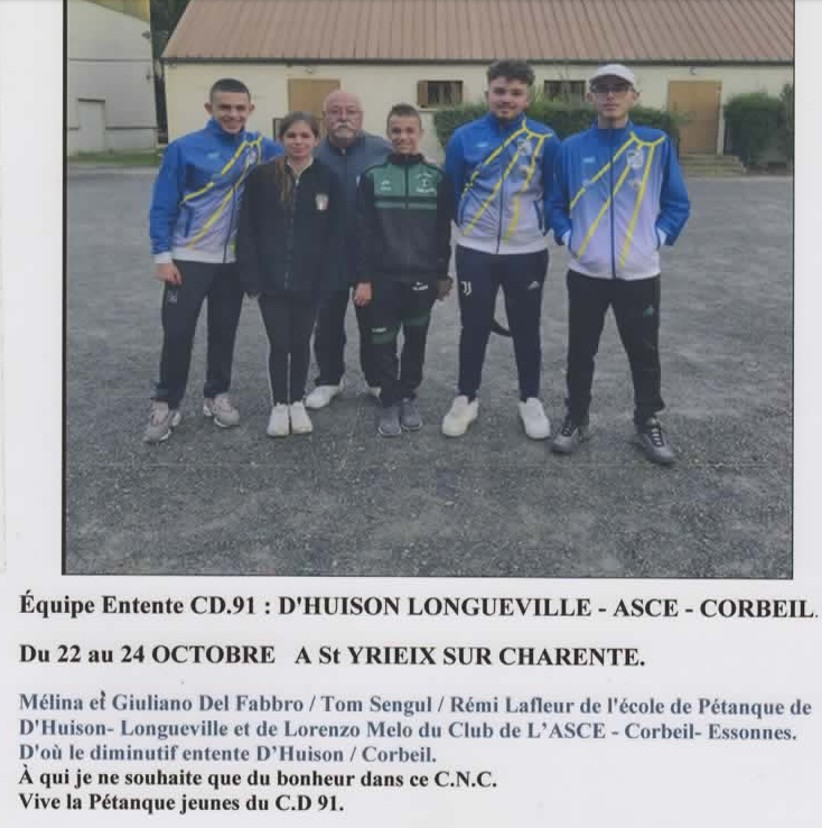 Équipe Entente CD.91 : D'HUISON LONGUEVILLE - ASCE - CORBEIL.
Du 22 au 24 OCTOBRE A St YRIEIX SUR CHARENTE.
Mélina et Giuliano Del Fabbro / Tom Sengul / Rémi Lafleur de l'école de Pétanque de
D'Huison- Longueville et de Lorenzo Melo du Club de L'ASCE - Corbeil- Essonnes.
D'où le diminutif entente D'Huison / Corbeil.
À qui je ne souhaite que du bonheur dans ce C.N.C.
Vive la Pétanque jeunes du C.D 91.